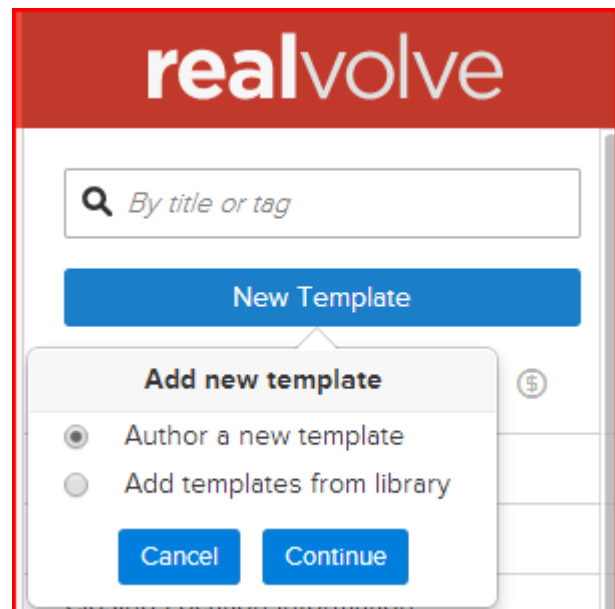 realvolve
By title or tag
New Template
Add new template
Author a new template
Add templates from library
Cancel Continue